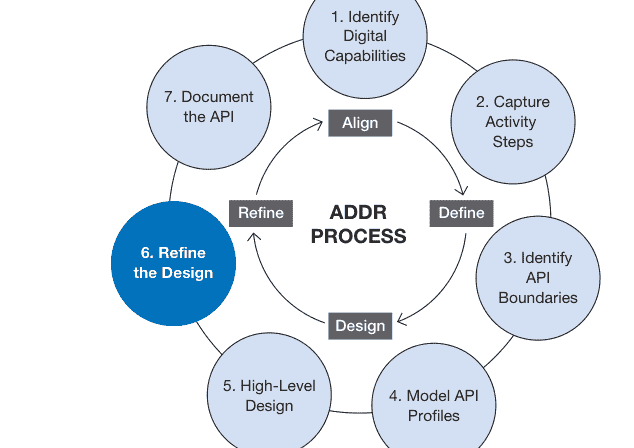 1. Identify
Digital
Capabilities
2. Capture
Activity
Steps
3. Identify
API
Boundaries
4. Model API
Profiles
5. High-Level
Design
6. Refine
the Design
7. Document
the API
Align
Define
Design
Refine
ADDR
PROCESS